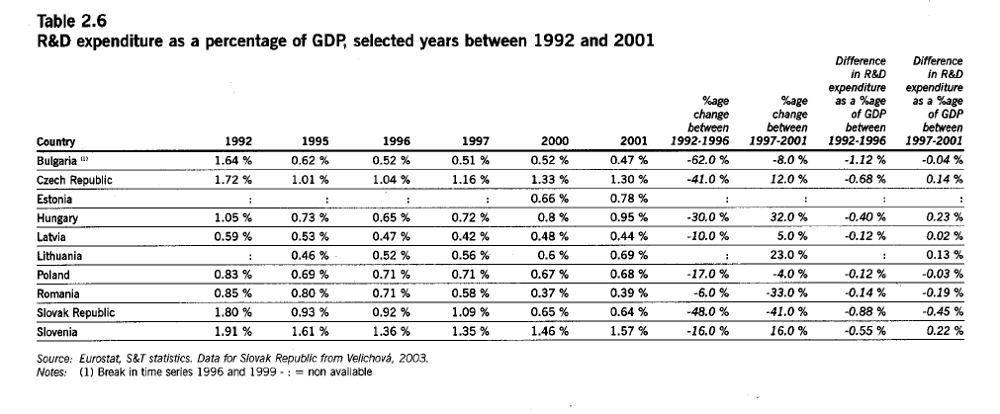 Table 2.6
R&D expenditure as a percentage of GDP, selected years between 1992 and 2001
Country 1992 1995 1996 1997 2000 2001 %age change between 1992-1996 %age change between 1997-2001 Difference in R&D expenditure as a %age of GDP between 1992-1996 Difference in R&D expenditure as a %age of GDP between 1997-2001
Bulgaria (1) 1.64 % 0.62 % 0.52 % 0.51 % 0.52 % 0.47 % -62.0 % -8.0 % -1.12 % -0.04 %
Czech Republic 1.72 % 1.01 % 1.04 % 1.16 % 1.33 % 1.30 % -41.0 % 12.0 % -0.68 % 0.14 %
Estonia : : : : 0.66 % 0.78 % : : : :
Hungary 1.05 % 0.73 % 0.65 % 0.72 % 0.8 % 0.95 % -30.0 % 32.0 % -0.40 % 0.23 %
Latvia 0.59 % 0.53 % 0.47 % 0.42 % 0.48 % 0.44 % -10.0 % 5.0 % -0.12 % 0.02 %
Lithuania : 0.46 % 0.52 % 0.56 % 0.6 % 0.69 % : 23.0 % : 0.13 %
Poland 0.83 % 0.69 % 0.71 % 0.71 % 0.67 % 0.68 % -17.0 % -4.0 % -0.12 % -0.03 %
Romania 0.85 % 0.80 % 0.71 % 0.58 % 0.37 % 0.39 % -6.0 % -33.0 % -0.14 % -0.19 %
Slovak Republic 1.80 % 0.93 % 0.92 % 1.09 % 0.65 % 0.64 % -48.0 % -41.0 % -0.88 % -0.45 %
Slovenia 1.91 % 1.61 % 1.36 % 1.35 % 1.46 % 1.57 % -16.0 % 16.0 % -0.55 % 0.22 %
Source: Eurostat, S&T statistics. Data for Slovak Republic from Velichová, 2003.
Notes: (1) Break in time series 1996 and 1999 - : = non available